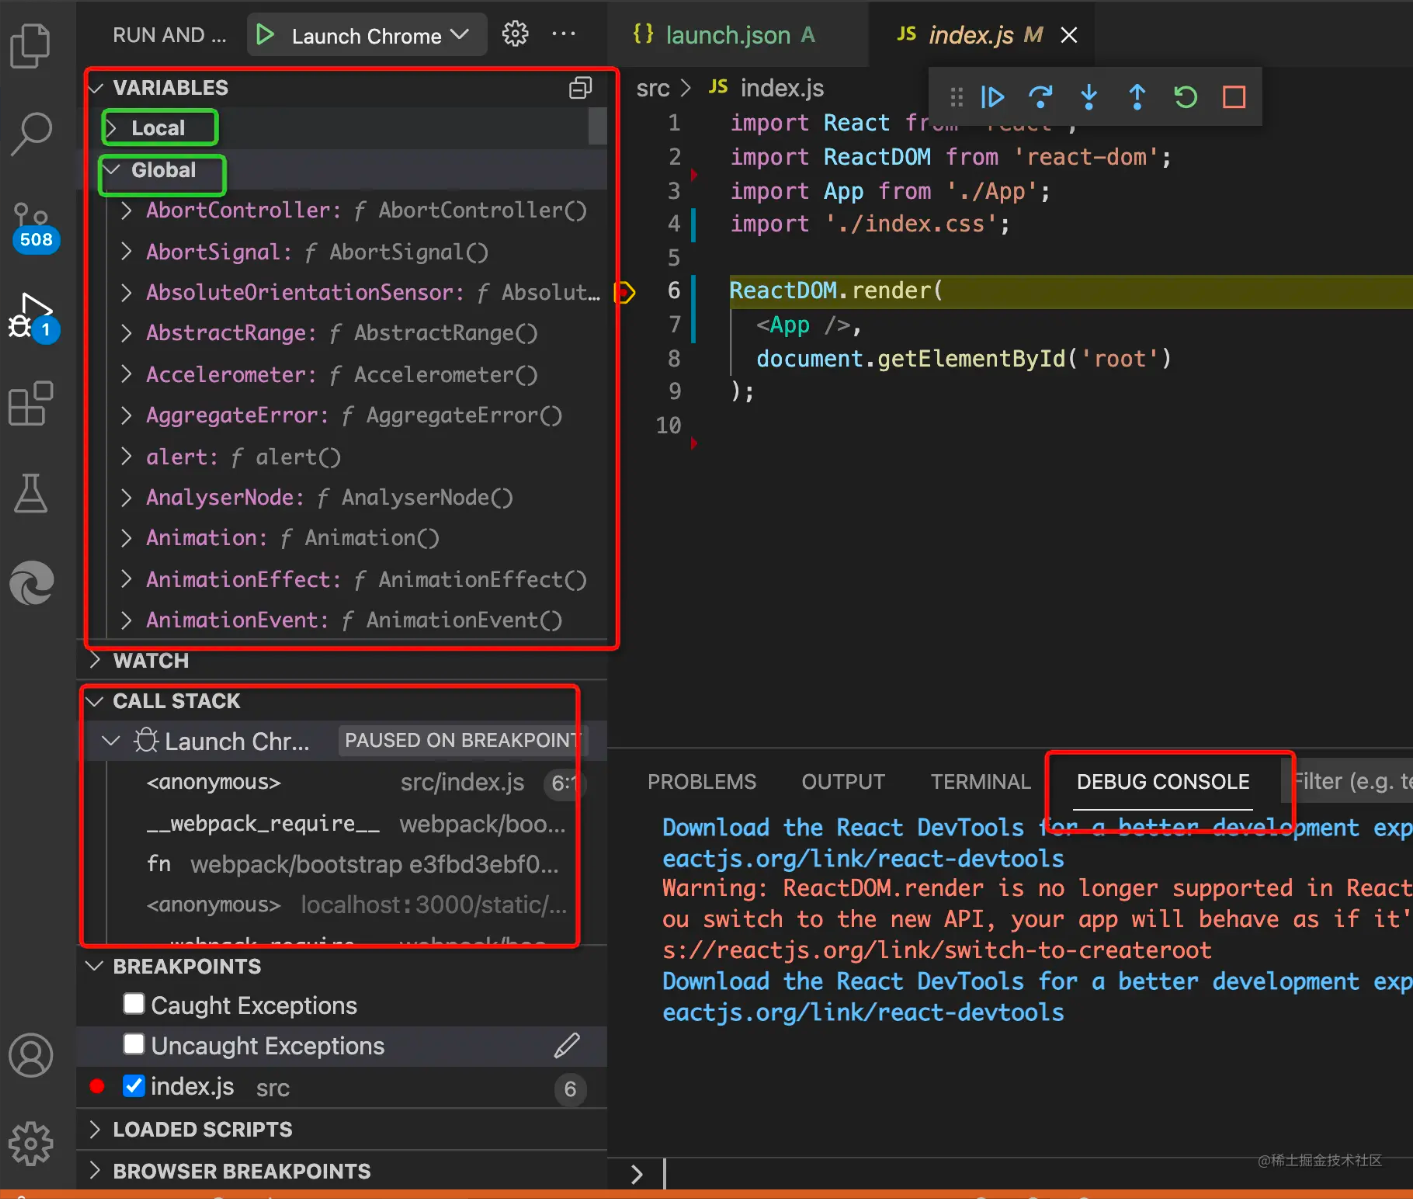 RUN AND ...
Launch Chrome
...
VARIABLES
Local
Global
AbortController: ƒ AbortController()
AbortSignal: ƒ AbortSignal()
AbsoluteOrientationSensor: ƒ Absolut...
AbstractRange: ƒ AbstractRange()
Accelerometer: ƒ Accelerometer()
AggregateError: ƒ AggregateError()
alert: ƒ alert()
AnalyserNode: ƒ AnalyserNode()
Animation: ƒ Animation()
AnimationEffect: ƒ AnimationEffect()
AnimationEvent: ƒ AnimationEvent()
WATCH
CALL STACK
Launch Chr... PAUSED ON BREAKPOINT
<anonymous> src/index.js 6:1
__webpack_require__ webpack/boo...
fn webpack/bootstrap e3fbd3ebf0...
<anonymous> localhost:3000/static/...
__webpack_require__ webpack/boo...
BREAKPOINTS
Caught Exceptions
Uncaught Exceptions
index.js src 6
LOADED SCRIPTS
BROWSER BREAKPOINTS
508
1
{} launch.json A
JS index.js M
src > JS index.js
1 import React from 'react';
2 import ReactDOM from 'react-dom';
3 import App from './App';
4 import './index.css';
5
6 ReactDOM.render(
7 <App />,
8 document.getElementById('root')
9 );
10
PROBLEMS OUTPUT TERMINAL DEBUG CONSOLE Filter (e.g. te
Download the React DevTools for a better development exp
eactjs.org/link/react-devtools
Warning: ReactDOM.render is no longer supported in React
ou switch to the new API, your app will behave as if it'
s://reactjs.org/link/switch-to-createroot
Download the React DevTools for a better development exp
eactjs.org/link/react-devtools
>
@稀土掘金技术社区